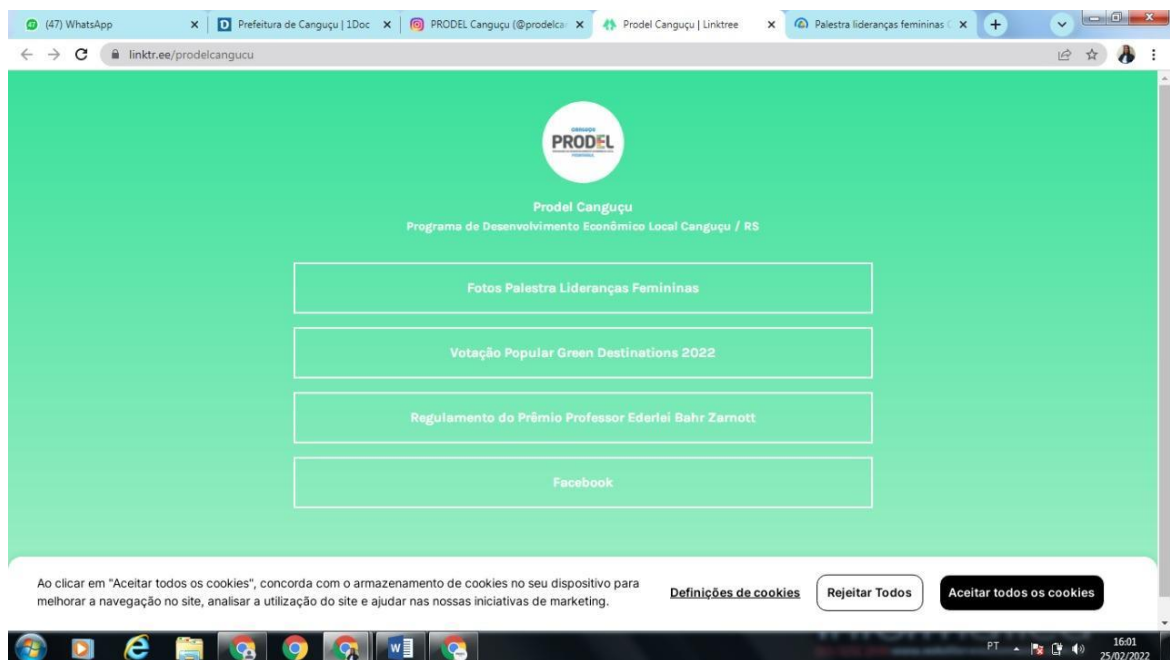 (47) WhatsApp
Prefeitura de Canguçu | 1Doc
PRODEL Canguçu (@prodelca
Prodel Canguçu | Linktree
Palestra lideranças femininas
linktr.ee/prodelcangucu
CANGUÇU
PRODEL
Prodel Canguçu
Programa de Desenvolvimento Econômico Local Canguçu / RS
Fotos Palestra Lideranças Femininas
Votação Popular Green Destinations 2022
Regulamento do Prêmio Professor Ederlei Bahr Zarnott
Facebook
Ao clicar em "Aceitar todos os cookies", concorda com o armazenamento de cookies no seu dispositivo para
melhorar a navegação no site, analisar a utilização do site e ajudar nas nossas iniciativas de marketing.
Definições de cookies
Rejeitar Todos
Aceitar todos os cookies
PT
16:01
25/02/2022